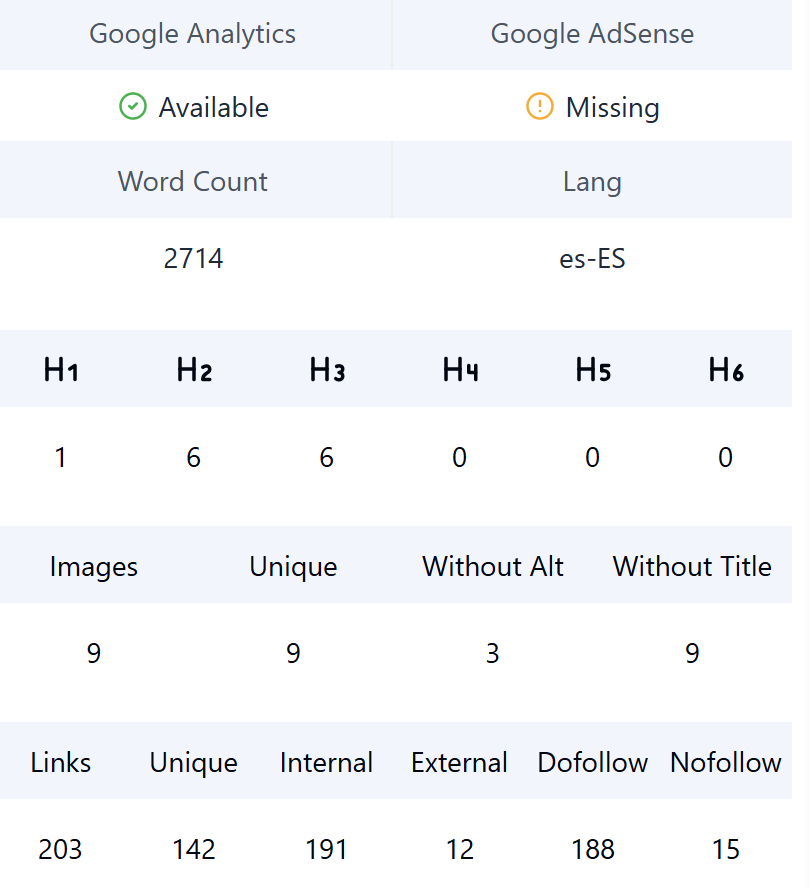 Google Analytics Google AdSense
Available Missing
Word Count Lang
2714 es-ES
H1 H2 H3 H4 H5 H6
1 6 6 0 0 0
Images Unique Without Alt Without Title
9 9 3 9
Links Unique Internal External Dofollow Nofollow
203 142 191 12 188 15